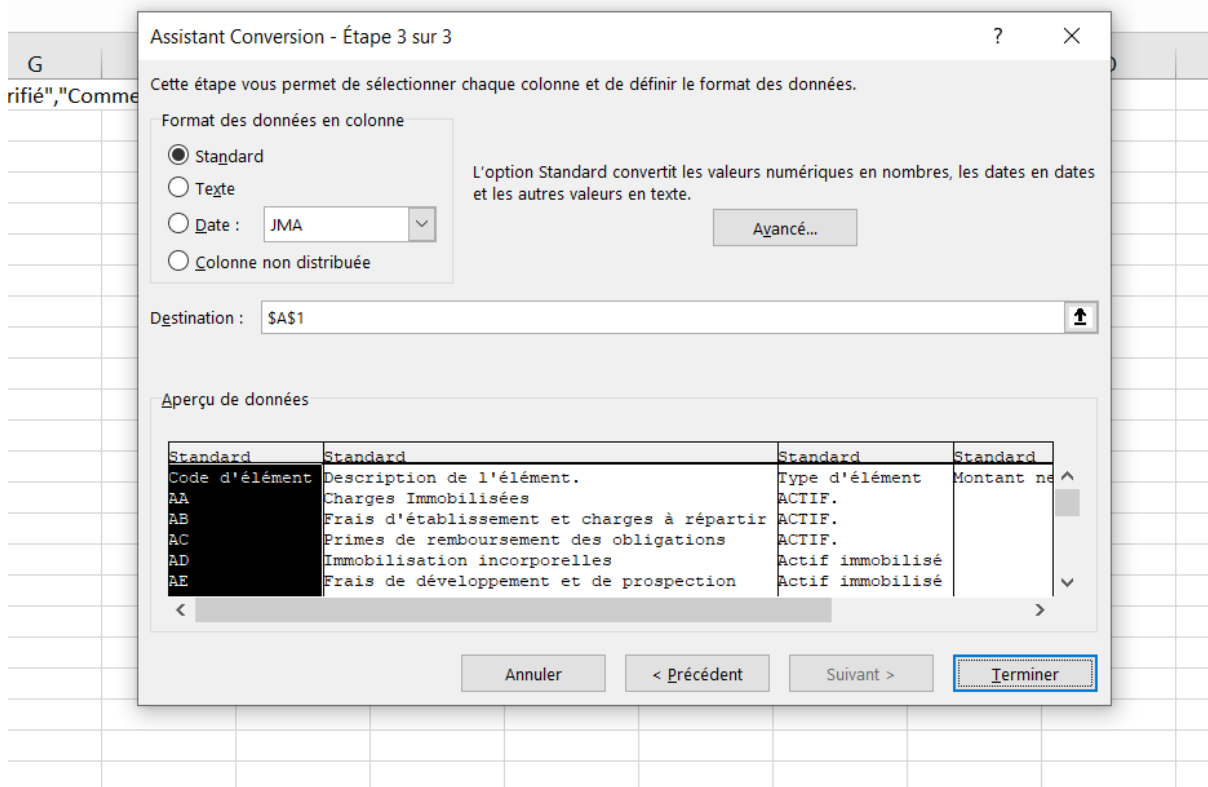 Assistant Conversion - Étape 3 sur 3 ? ×
G
rifié","Comme
Cette étape vous permet de sélectionner chaque colonne et de définir le format des données.
Format des données en colonne
Standard
Texte
Date : JMA
Colonne non distribuée
L'option Standard convertit les valeurs numériques en nombres, les dates en dates
et les autres valeurs en texte.
Avancé...
Destination : $A$1
Aperçu de données
Standard Standard Standard Standard
Code d'élément Description de l'élément. Type d'élément Montant ne
AA Charges Immobilisées ACTIF.
AB Frais d'établissement et charges à répartir ACTIF.
AC Primes de remboursement des obligations ACTIF.
AD Immobilisation incorporelles Actif immobilisé
AE Frais de développement et de prospection Actif immobilisé
Annuler < Précédent Suivant > Terminer